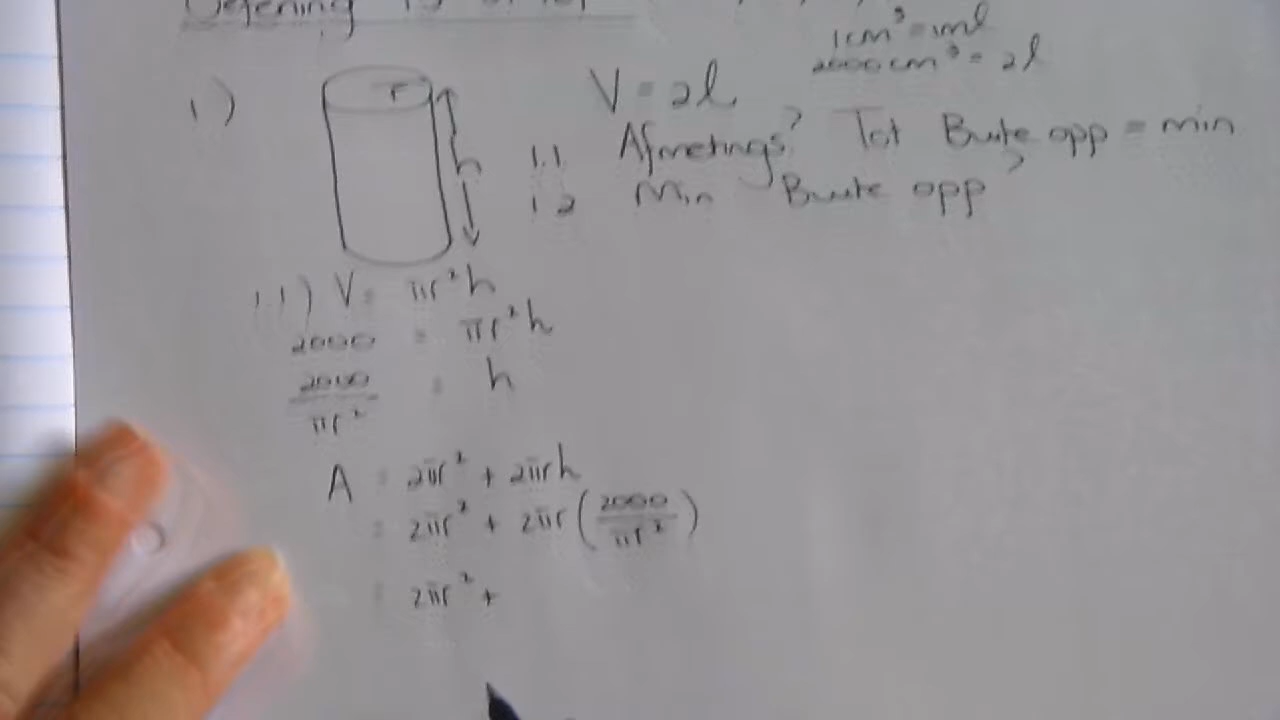 Oefening
1cm³ = 1ml
2000cm³ = 2l
1) r h V = 2l
1.1 Afmetings? Tot Buite opp = min
1.2 Min Buite opp?
1.1) V = πr²h
2000 = πr²h
2000/πr² = h
A = 2πr² + 2πrh
= 2πr² + 2πr(2000/πr²)
= 2πr² +